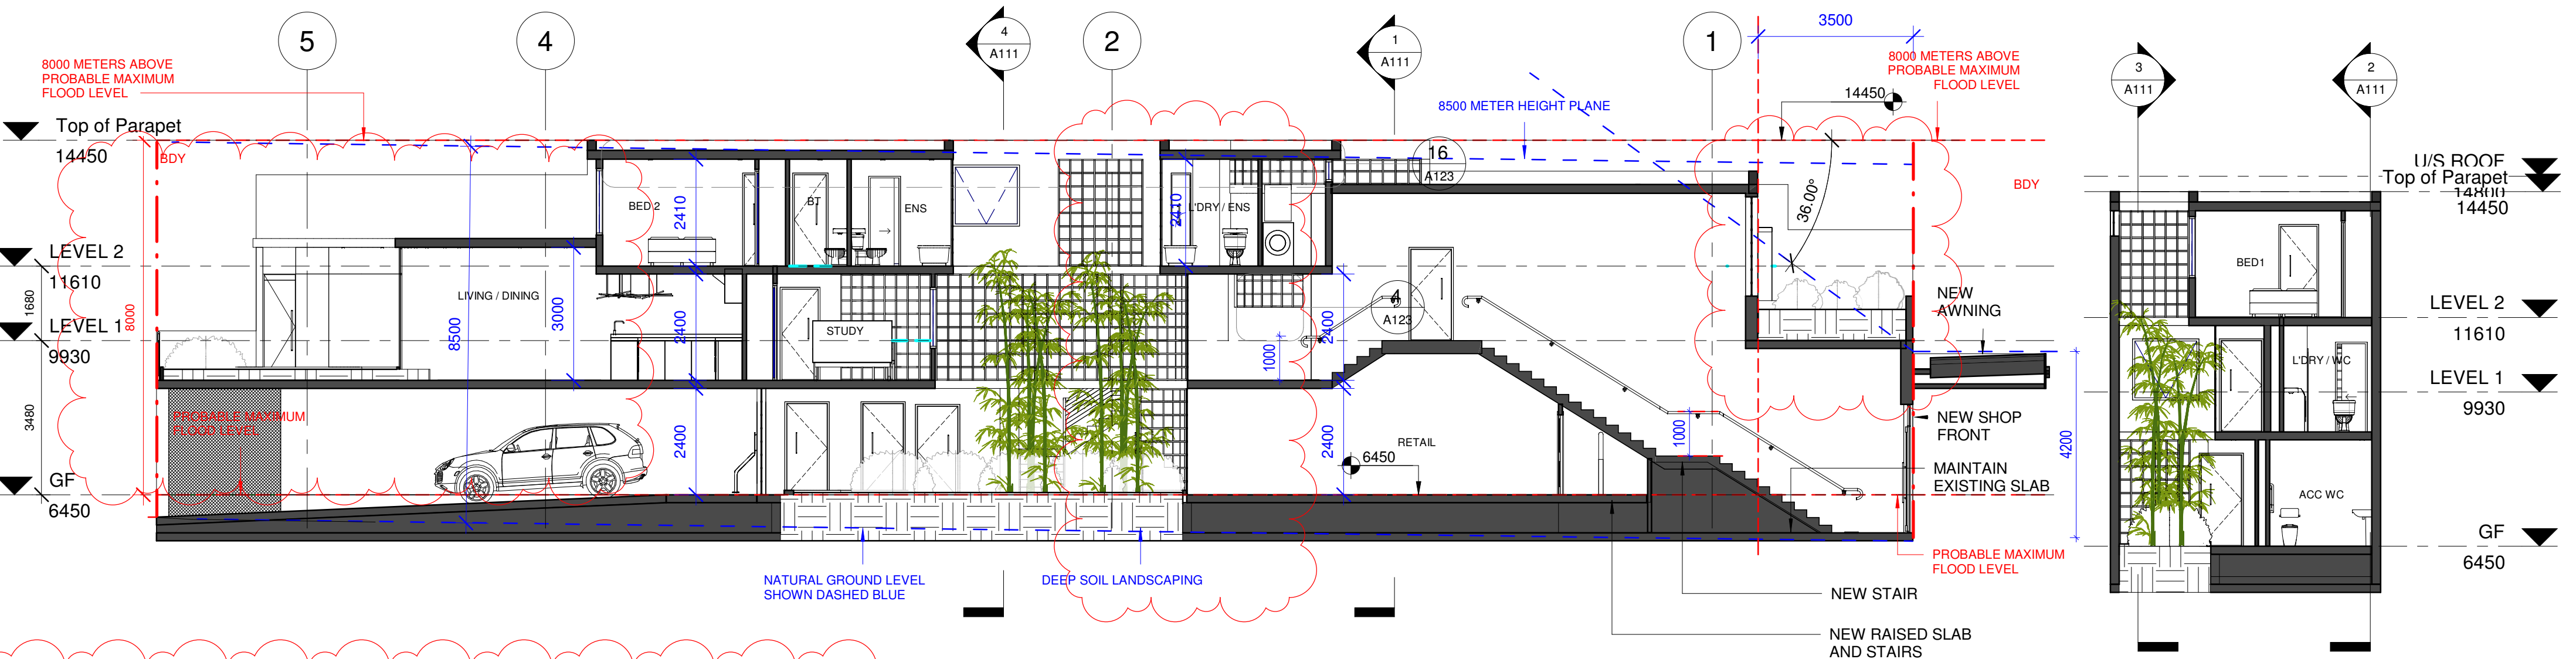 5
4
4
A111
2
1
A111
1
3500
3
A111
2
A111
8000 METERS ABOVE
PROBABLE MAXIMUM
FLOOD LEVEL
8000 METERS ABOVE
PROBABLE MAXIMUM
FLOOD LEVEL
8500 METER HEIGHT PLANE
14450
Top of Parapet
14450
BDY
16
A123
36.00°
BDY
U/S ROOF
Top of Parapet
14800
14450
BED 2
2410
BT
ENS
2410
L'DRY / ENS
LEVEL 2
11610
1680
LEVEL 1
9930
8000
3480
GF
6450
LIVING / DINING
8500
3000
2400
STUDY
4
A123
1000
2400
NEW
AWNING
BED1
LEVEL 2
11610
L'DRY / WC
LEVEL 1
9930
PROBABLE MAXIMUM
FLOOD LEVEL
2400
2400
RETAIL
6450
1000
NEW SHOP
FRONT
4200
MAINTAIN
EXISTING SLAB
ACC WC
GF
6450
PROBABLE MAXIMUM
FLOOD LEVEL
NATURAL GROUND LEVEL
SHOWN DASHED BLUE
DEEP SOIL LANDSCAPING
NEW STAIR
NEW RAISED SLAB
AND STAIRS